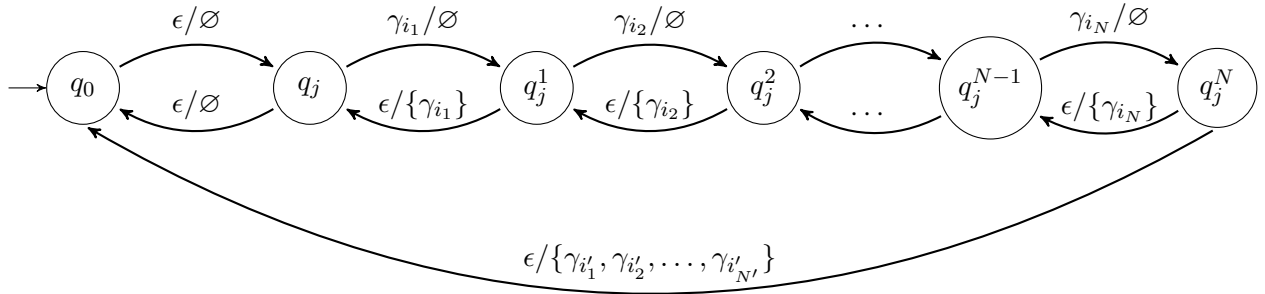 ϵ/∅ γ_{i_1}/∅ γ_{i_2}/∅ ... γ_{i_N}/∅
q_0 q_j q_j^1 q_j^2 q_j^{N-1} q_j^N
ϵ/∅ ϵ/{γ_{i_1}} ϵ/{γ_{i_2}} ... ϵ/{γ_{i_N}}
ϵ/{γ_{i'_1}, γ_{i'_2}, ..., γ_{i'_{N'}}}